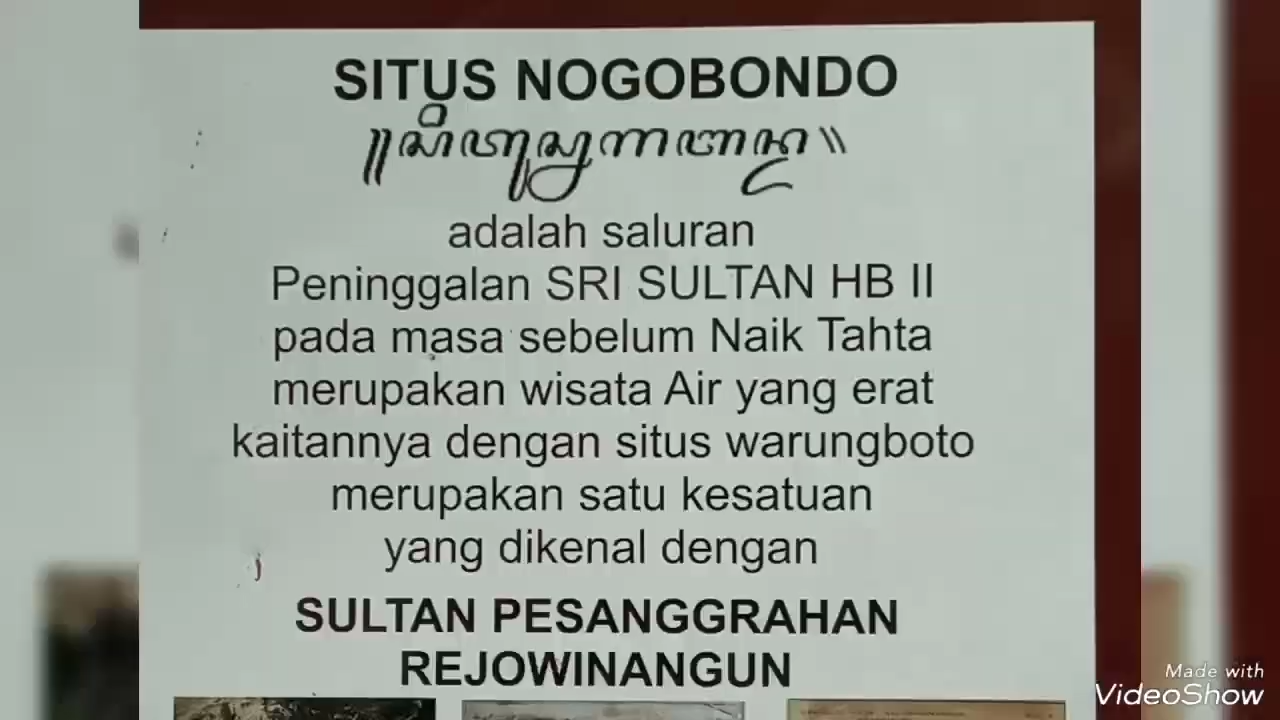 SITUS NOGOBONDO
꧋ꦱꦶꦠꦸꦱ꧀ꦤꦒꦧꦤ꧀ꦢ꧉
adalah saluran
Peninggalan SRI SULTAN HB II
pada masa sebelum Naik Tahta
merupakan wisata Air yang erat
kaitannya dengan situs warungboto
merupakan satu kesatuan
yang dikenal dengan
SULTAN PESANGGRAHAN
REJOWINANGUN
Made with
VideoShow